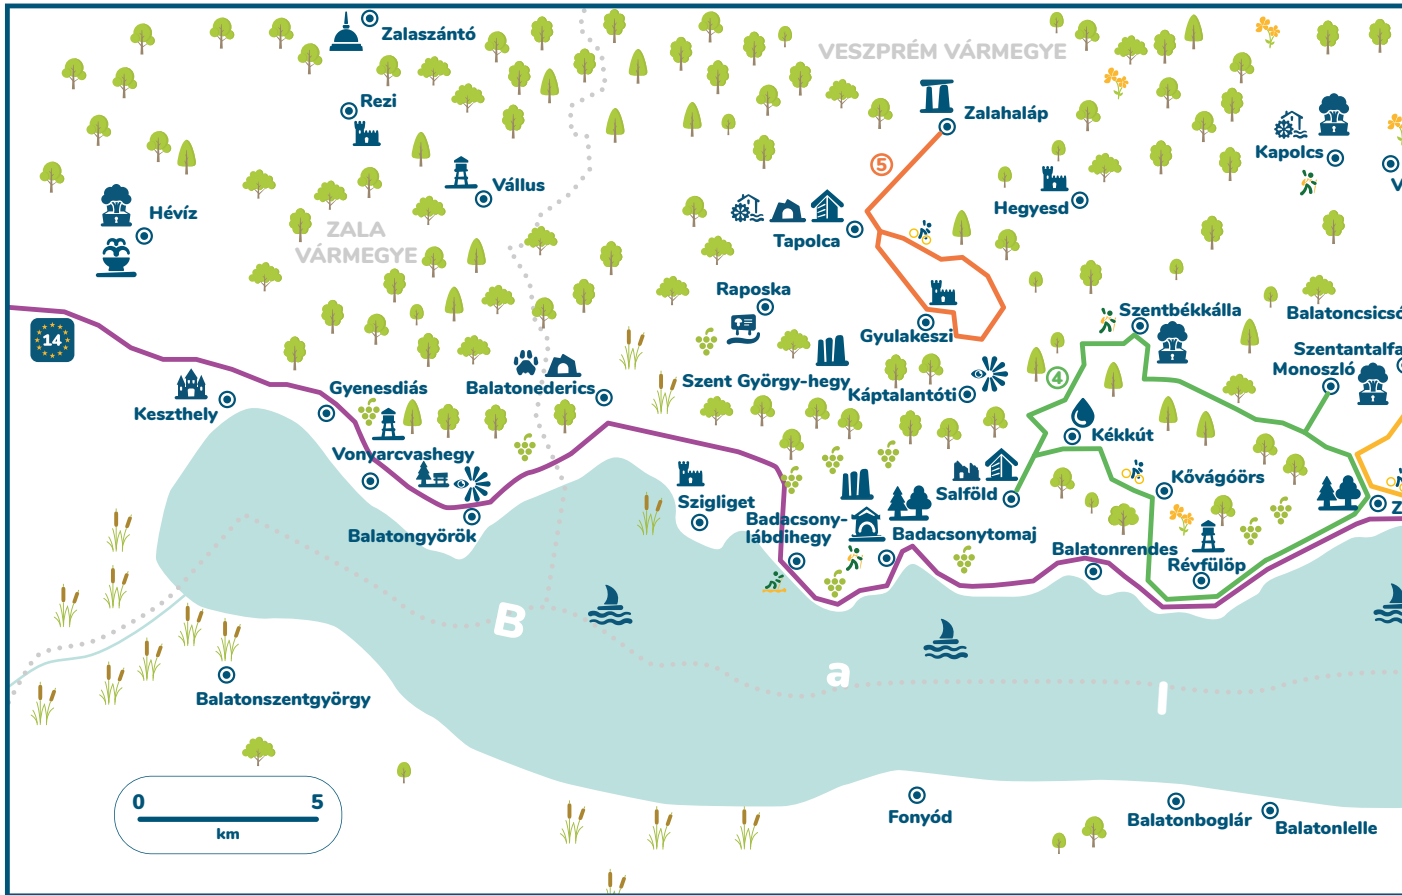 Zalaszántó
VESZPRÉM VÁRMEGYE
Rezi
Zalahaláp
Kapolcs
5
Vállus
V
Hévíz
Hegyesd
ZALA
VÁRMEGYE
Tapolca
Raposka
Szentbékkálla
Balatoncsicsó
14
Gyulakeszi
Szentantalfa
Monoszló
Gyenesdiás
Balatonederics
Szent György-hegy
Káptalantóti
4
Keszthely
Kékkút
Vonyarcvashegy
Kővágóörs
Szigliget
Salföld
Z
Badacsony-
lábdihegy
Badacsonytomaj
Balatongyörök
Balatonrendes
Révfülöp
B
a
l
Balatonszentgyörgy
0 5
km
Fonyód
Balatonboglár
Balatonlelle